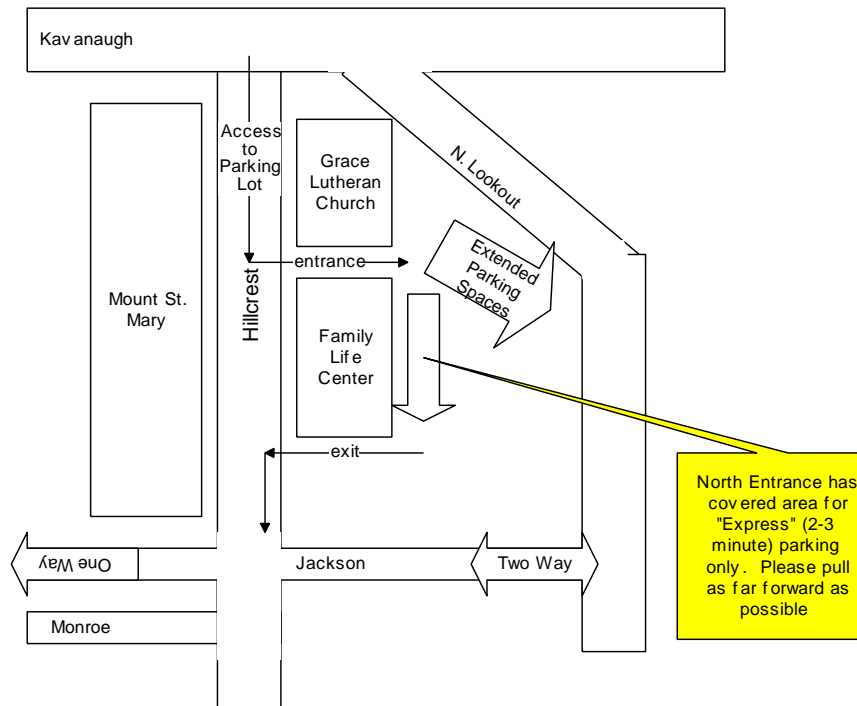 Kavanaugh
Access
to
Parking
Lot
Grace
Lutheran
Church
N. Lookout
entrance
Extended
Parking
Spaces
Hillcrest
Mount St.
Mary
Family
Life
Center
exit
North Entrance has
covered area for
"Express" (2-3
minute) parking
only. Please pull
as far forward as
possible
One Way
Jackson
Two Way
Monroe